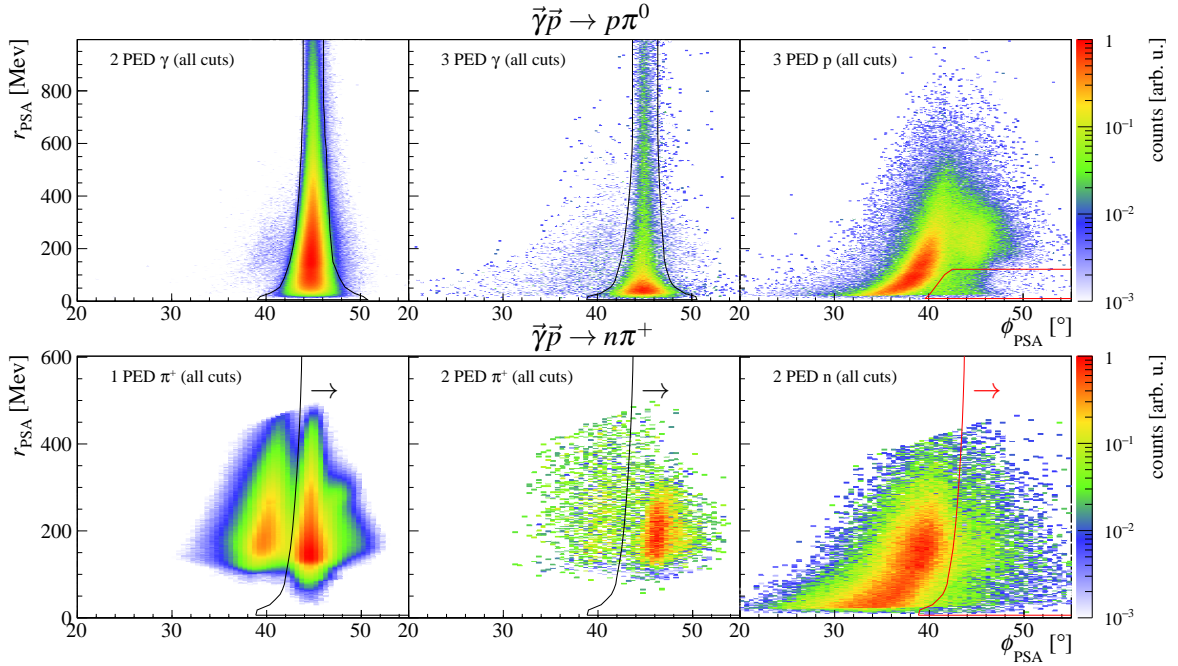 γ⃗p⃗ → pπ⁰
2 PED γ (all cuts)
3 PED γ (all cuts)
3 PED p (all cuts)
r_PSA [Mev]
0 200 400 600 800
20 30 40 50
20 30 40 50
20 30 40 50
ϕ_PSA [°]
counts [arb. u.]
1
10⁻¹
10⁻²
10⁻³
γ⃗p⃗ → nπ⁺
1 PED π⁺ (all cuts)
2 PED π⁺ (all cuts)
2 PED n (all cuts)
→
→
→
r_PSA [Mev]
0 200 400 600
20 30 40 50
20 30 40 50
20 30 40 50
ϕ_PSA [°]
counts [arb. u.]
1
10⁻¹
10⁻²
10⁻³